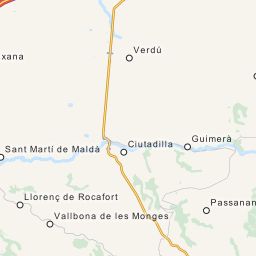 Verdú
xana
Guimerà
Ciutadilla
Sant Martí de Maldà
Llorenç de Rocafort
Passanan
Vallbona de les Monges